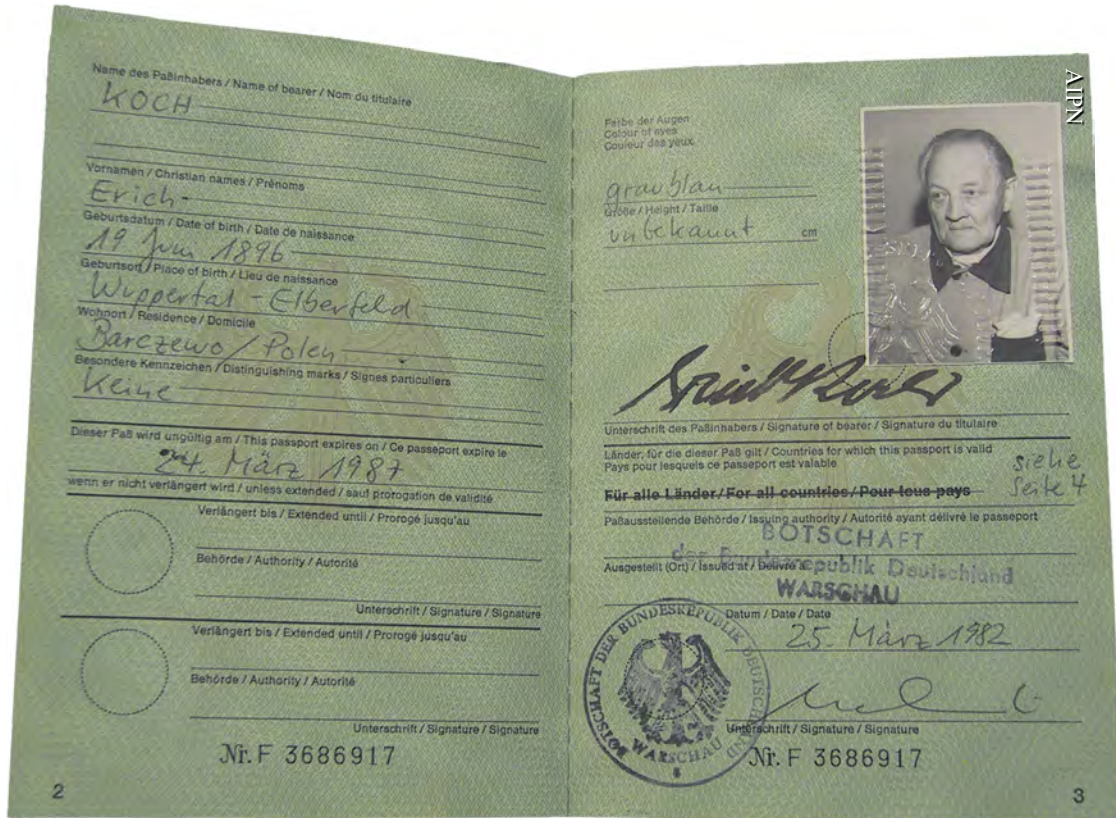 Name des Paßinhabers / Name of bearer / Nom du titulaire
KOCH
Vornamen / Christian names / Prénoms
Erich
Geburtsdatum / Date of birth / Date de naissance
19 Juni 1896
Geburtsort / Place of birth / Lieu de naissance
Wuppertal - Elberfeld
Wohnort / Residence / Domicile
Barczewo / Polen
Besondere Kennzeichen / Distinguishing marks / Signes particuliers
Keine
Dieser Paß wird ungültig am / This passport expires on / Ce passeport expire le
24. März 1987
wenn er nicht verlängert wird / unless extended / sauf prorogation de validité
Verlängert bis / Extended until / Prorogé jusqu'au
Behörde / Authority / Autorité
Unterschrift / Signature / Signature
Verlängert bis / Extended until / Prorogé jusqu'au
Behörde / Authority / Autorité
Unterschrift / Signature / Signature
Nr. F 3686917
2
AIPN
Farbe der Augen
Colour of eyes
Couleur des yeux
graublau
Größe / Height / Taille
unbekannt cm
Unterschrift des Paßinhabers / Signature of bearer / Signature du titulaire
Länder, für die dieser Paß gilt / Countries for which this passport is valid
Pays pour lesquels ce passeport est valable
siehe
Seite 4
Für alle Länder / For all countries / Pour tous pays
Paßausstellende Behörde / Issuing authority / Autorité ayant délivré le passeport
BOTSCHAFT
der Bundesrepublik Deutschland
Ausgestellt (Ort) / Issued at / Délivré à
WARSCHAU
Datum / Date / Date
25. März 1982
BOTSCHAFT DER BUNDESREPUBLIK DEUTSCHLAND
WARSCHAU
Unterschrift / Signature / Signature
Nr. F 3686917
3